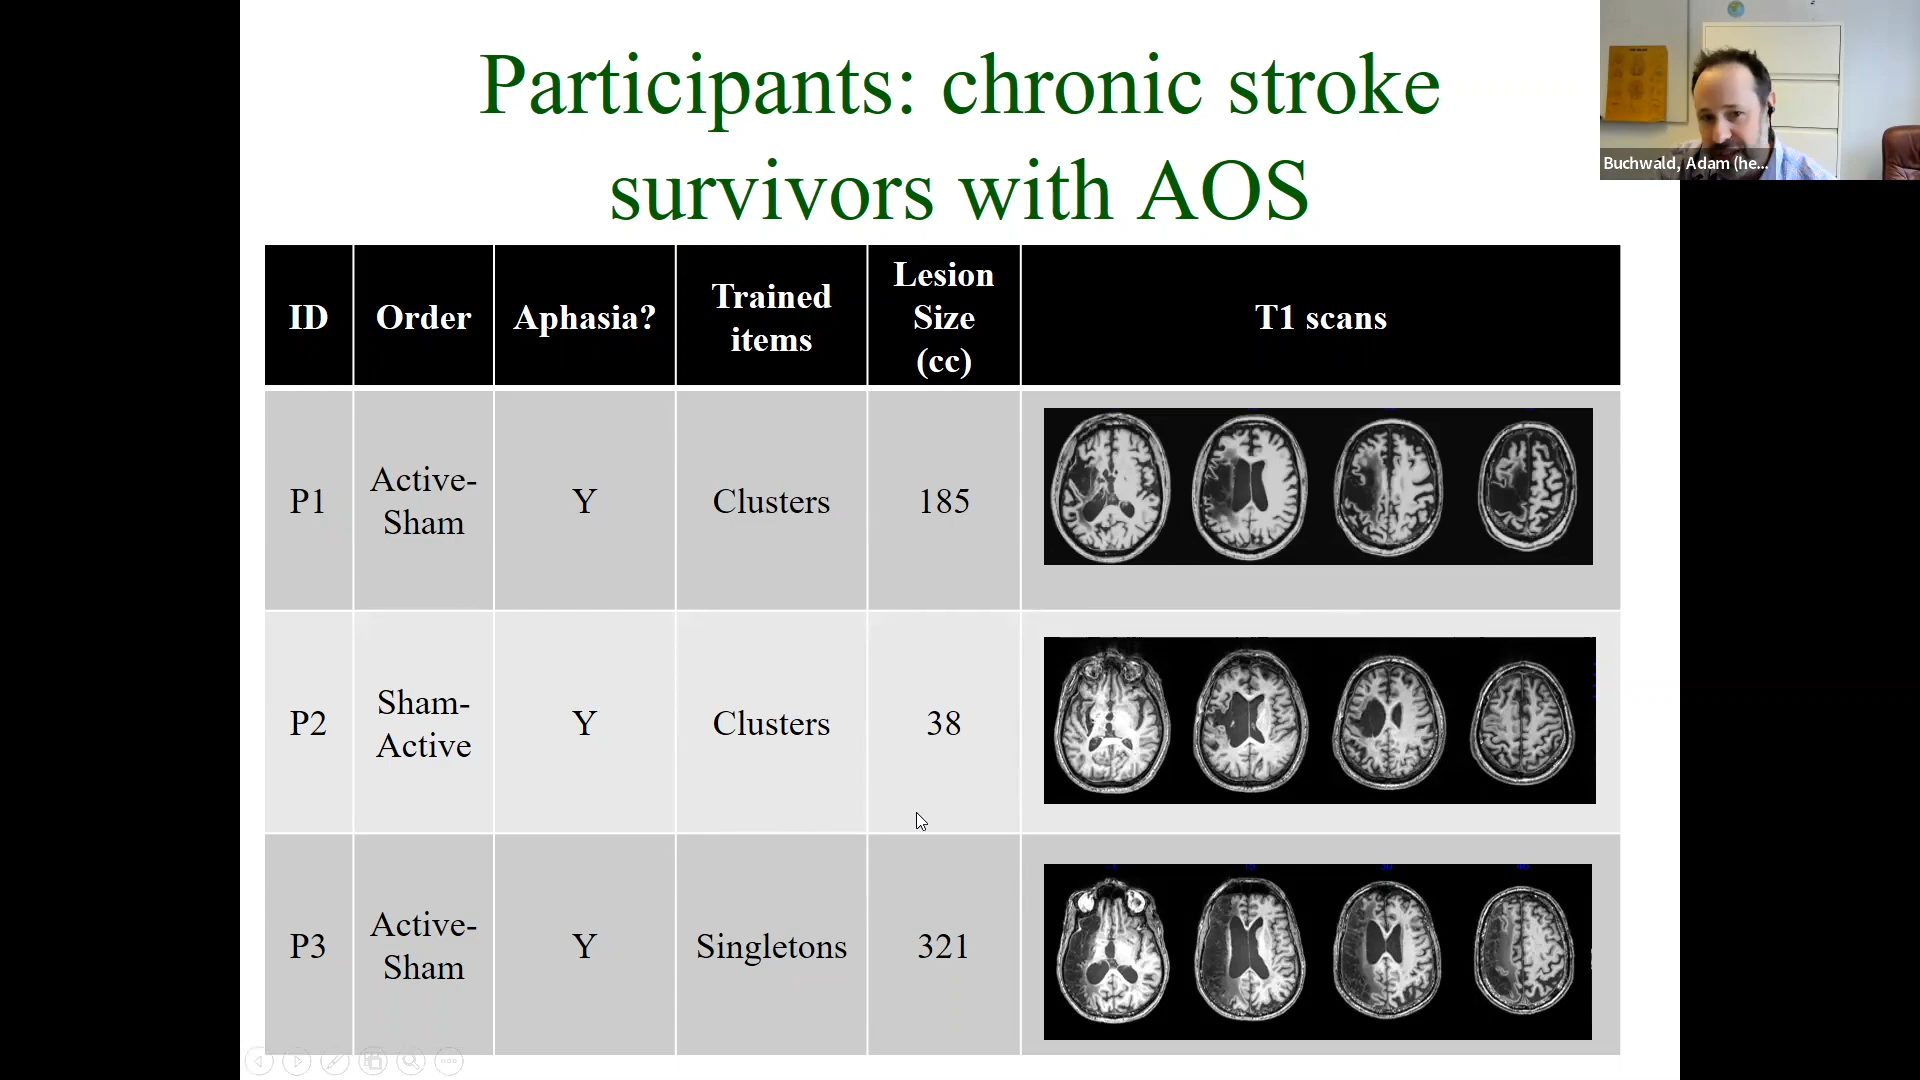 Participants: chronic stroke
survivors with AOS
Buchwald, Adam (he...
ID Order Aphasia? Trained items Lesion Size (cc) T1 scans
P1 Active-Sham Y Clusters 185
P2 Sham-Active Y Clusters 38
P3 Active-Sham Y Singletons 321